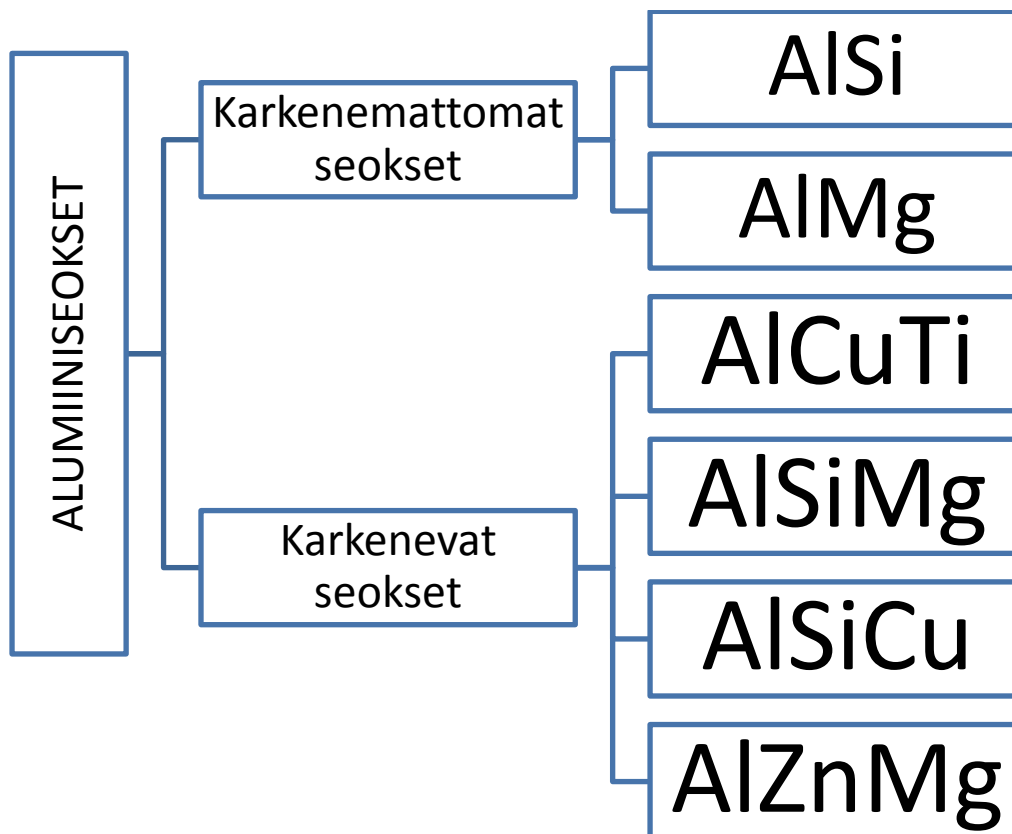 ALUMIINISEOKSET
Karkenemattomat
seokset
AlSi
AlMg
Karkenevat
seokset
AlCuTi
AlSiMg
AlSiCu
AlZnMg